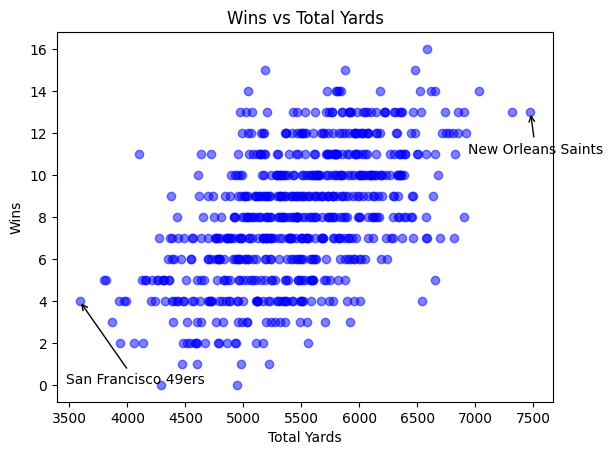 Wins vs Total Yards
16
14
12
10
8
6
4
2
0
Wins
New Orleans Saints
San Francisco 49ers
3500 4000 4500 5000 5500 6000 6500 7000 7500
Total Yards